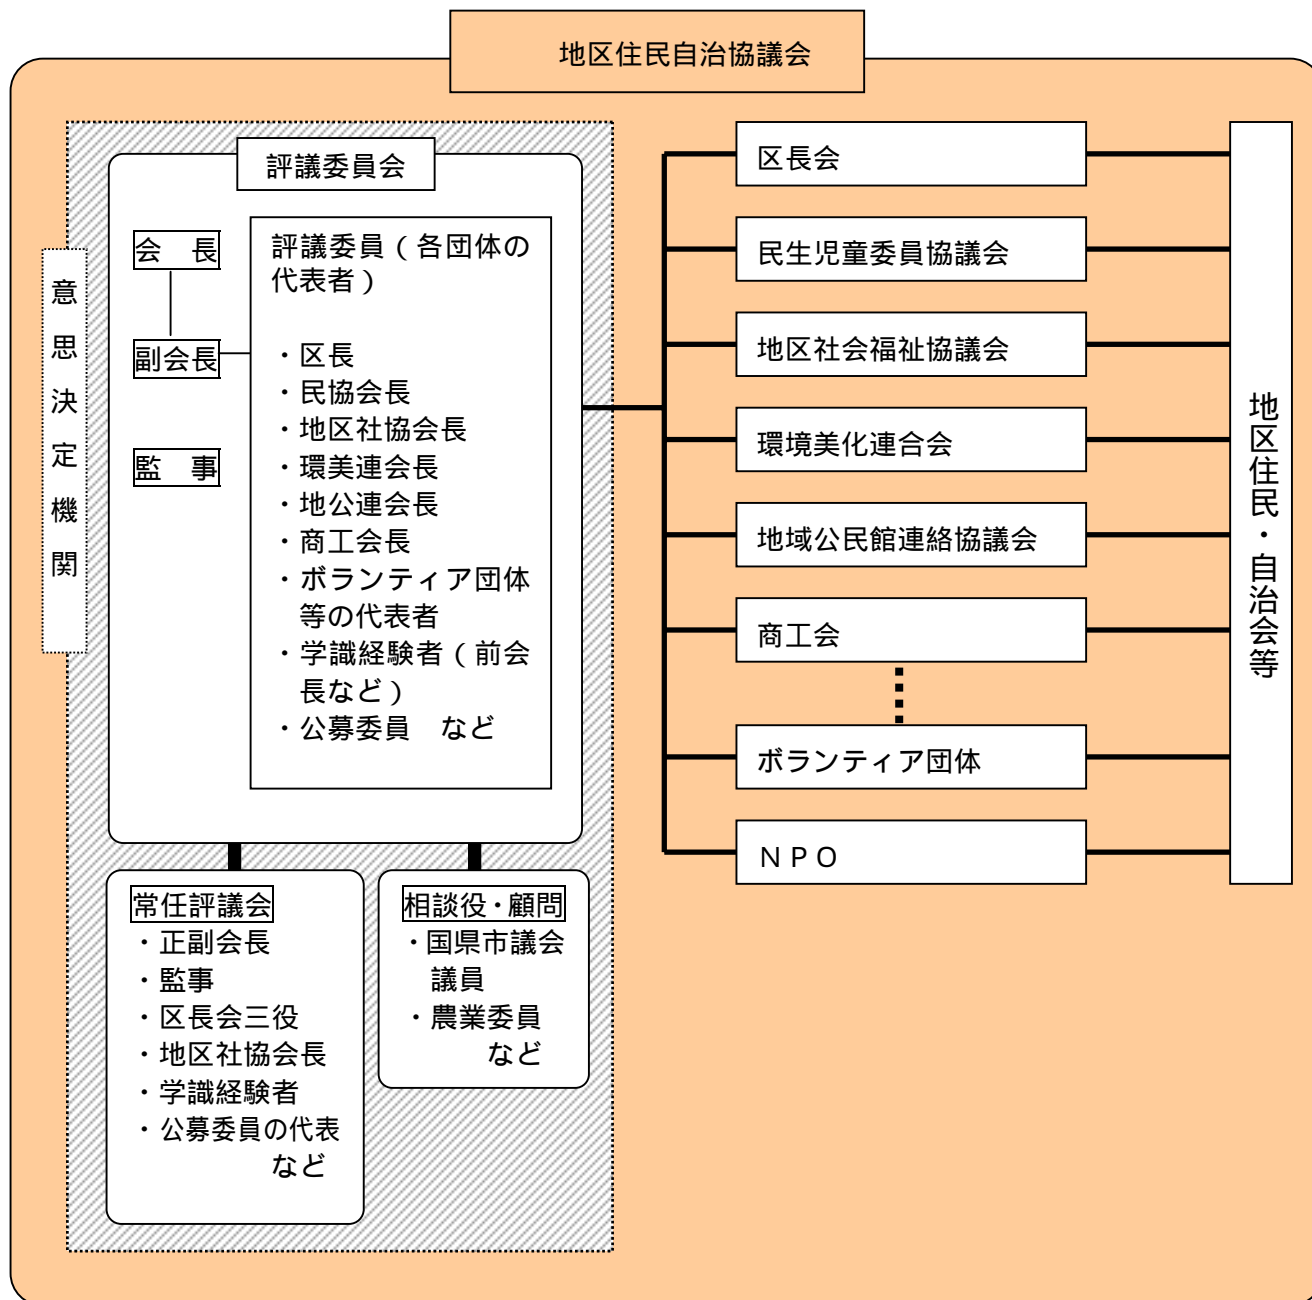 地区住民自治協議会
意思決定機関
評議委員会
会　長
副会長
監　事
評議委員（各団体の
代表者）
・区長
・民協会長
・地区社協会長
・環美連会長
・地公連会長
・商工会長
・ボランティア団体
等の代表者
・学識経験者（前会
長など）
・公募委員　など
常任評議会
・正副会長
・監事
・区長会三役
・地区社協会長
・学識経験者
・公募委員の代表
など
相談役・顧問
・国県市議会
議員
・農業委員
など
区長会
民生児童委員協議会
地区社会福祉協議会
環境美化連合会
地域公民館連絡協議会
商工会
ボランティア団体
ＮＰＯ
地区住民・自治会等